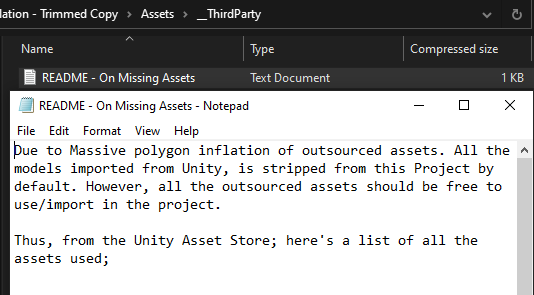 lation - Trimmed Copy > Assets > __ThirdParty
Name Type Compressed size
README - On Missing Assets Text Document 1 KB
README - On Missing Assets - Notepad
File Edit Format View Help
Due to Massive polygon inflation of outsourced assets. All the
models imported from Unity, is stripped from this Project by
default. However, all the outsourced assets should be free to
use/import in the project.
Thus, from the Unity Asset Store; here's a list of all the
assets used;